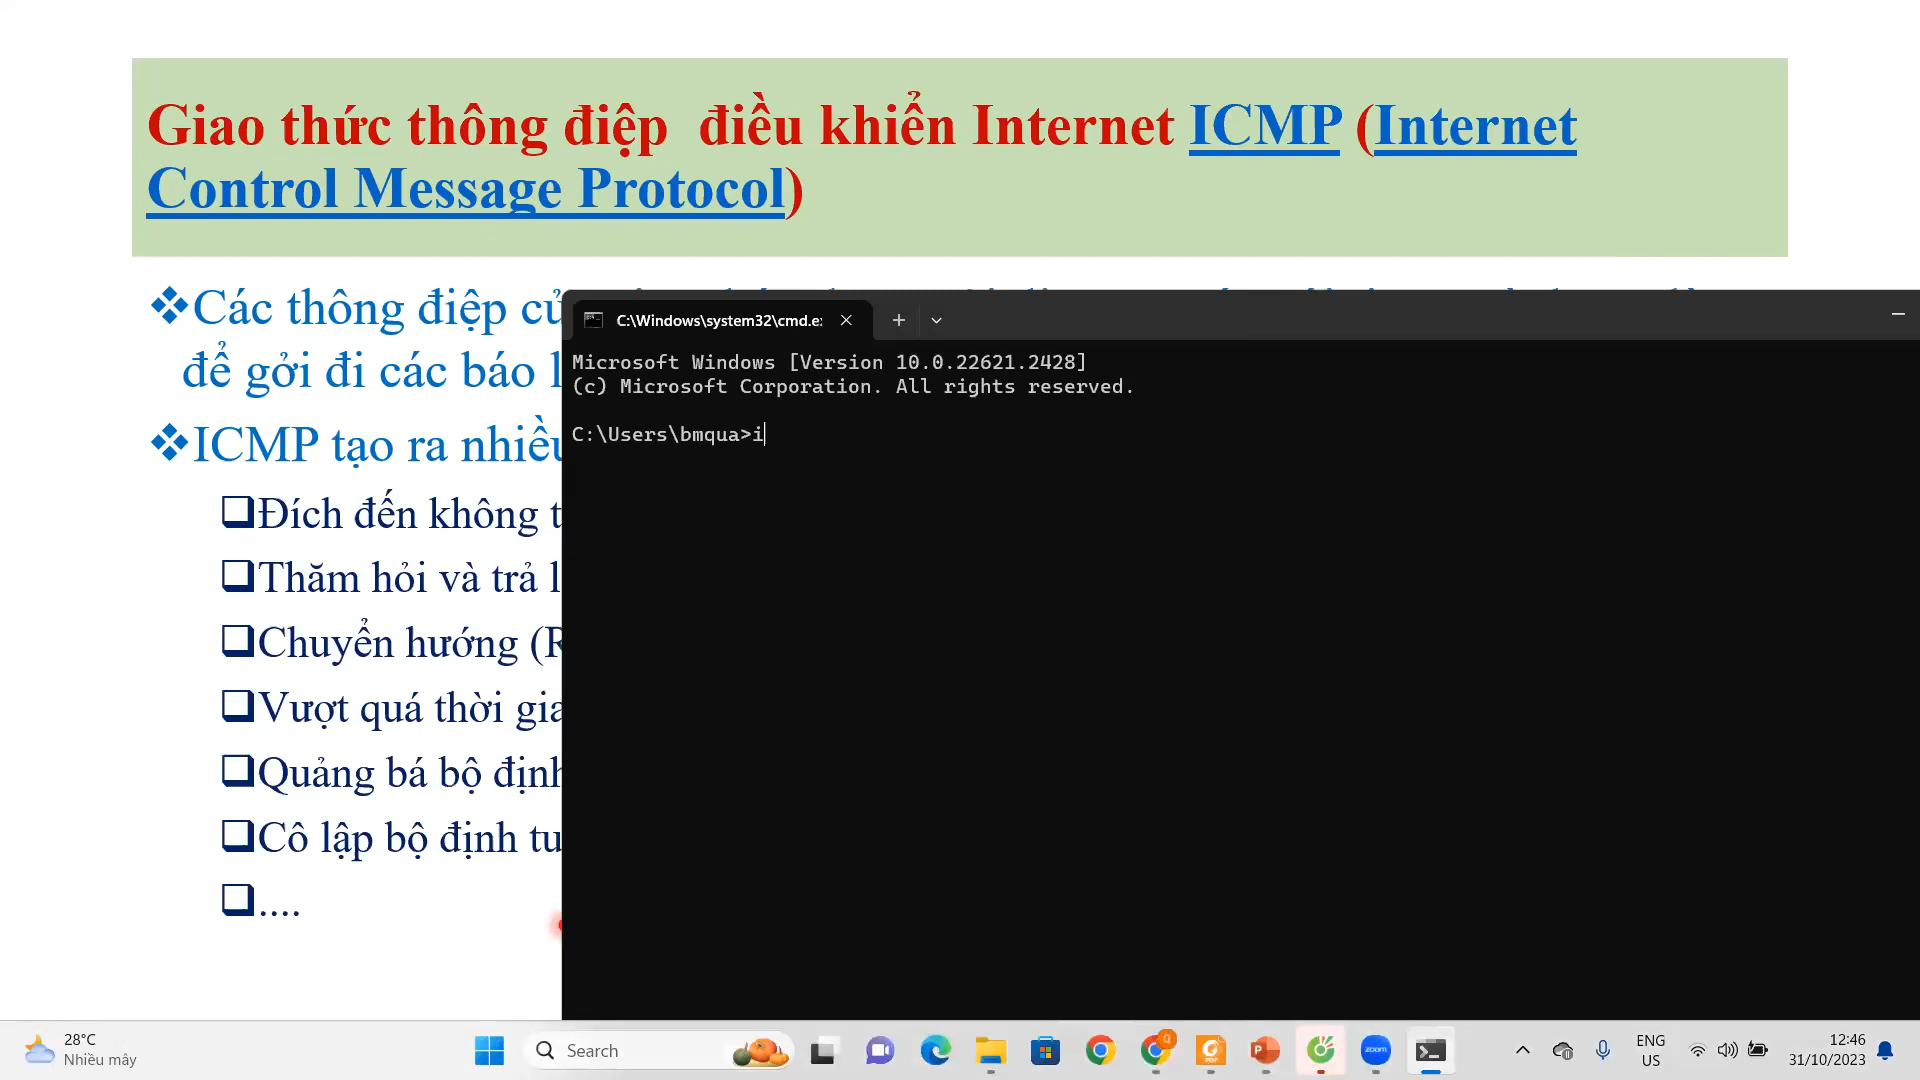 Giao thức thông điệp điều khiển Internet ICMP (Internet
Control Message Protocol)
❖Các thông điệp củ
để gởi đi các báo l
❖ICMP tạo ra nhiều
❑Đích đến không t
❑Thăm hỏi và trả l
❑Chuyển hướng (R
❑Vượt quá thời gia
❑Quảng bá bộ định
❑Cô lập bộ định tu
❑....
C:\Windows\system32\cmd.e
Microsoft Windows [Version 10.0.22621.2428]
(c) Microsoft Corporation. All rights reserved.
C:\Users\bmqua>i
28°C
Nhiều mây
Search
zoom
ENG
US
12:46
31/10/2023